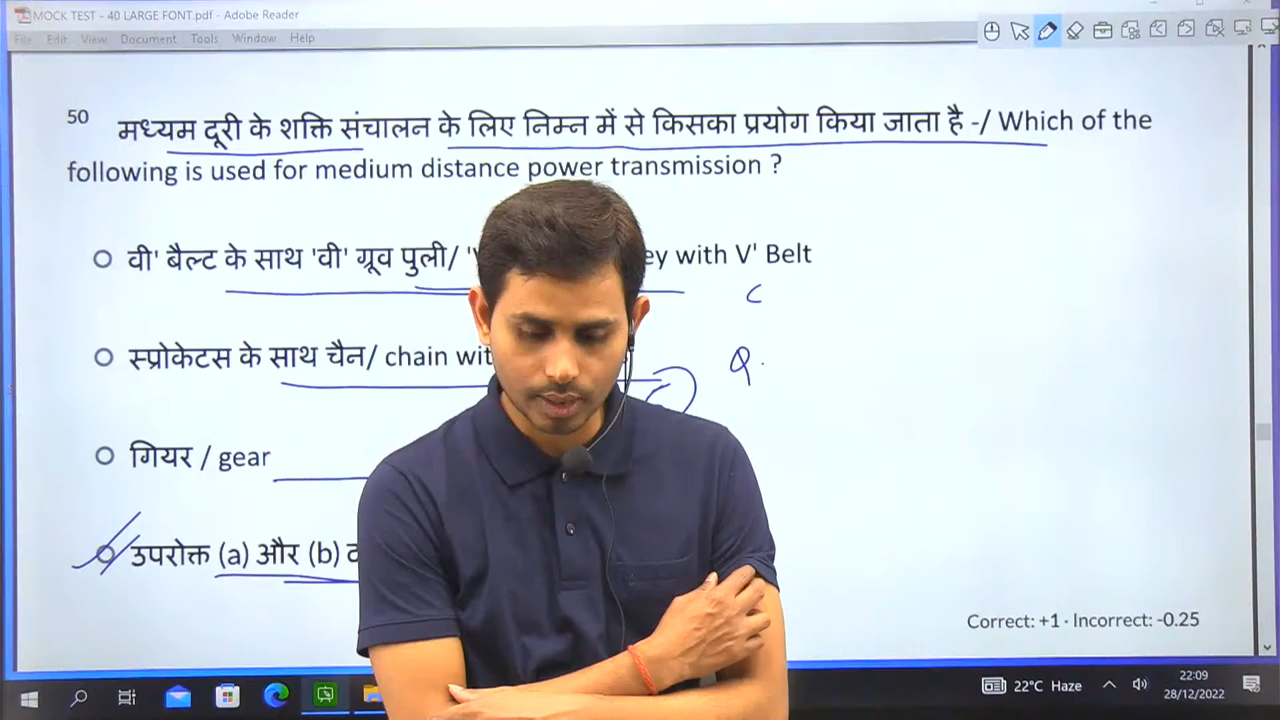 MOCK TEST - 40 LARGE FONT.pdf - Adobe Reader
File Edit View Document Tools Window Help
50
मध्यम दूरी के शक्ति संचालन के लिए निम्न में से किसका प्रयोग किया जाता है -/ Which of the
following is used for medium distance power transmission ?
वी' बैल्ट के साथ 'वी' ग्रूव पुली/ with V' Belt
C
स्प्रोकेटस के साथ चैन/ chain
Q.
गियर / gear
उपरोक्त (a) और (b)
Correct: +1 · Incorrect: -0.25
22°C Haze
22:09
28/12/2022